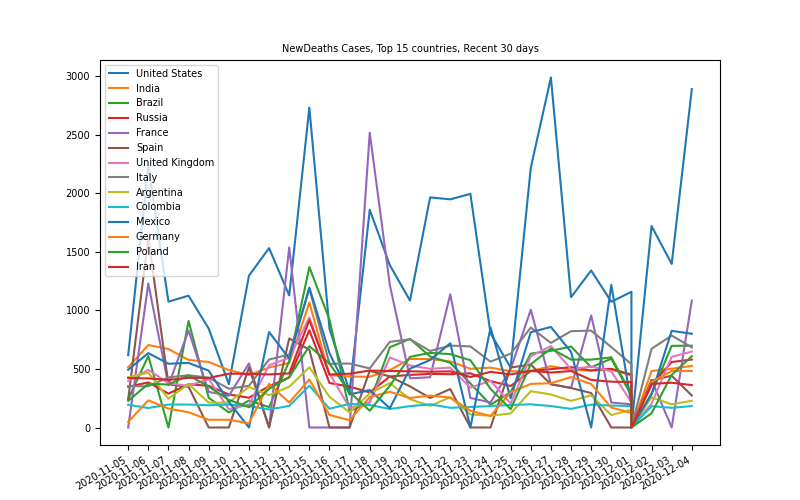 NewDeaths Cases, Top 15 countries, Recent 30 days
3000
2500
2000
1500
1000
500
0
United States
India
Brazil
Russia
France
Spain
United Kingdom
Italy
Argentina
Colombia
Mexico
Germany
Poland
Iran
2020-11-05
2020-11-06
2020-11-07
2020-11-08
2020-11-09
2020-11-10
2020-11-11
2020-11-12
2020-11-13
2020-11-15
2020-11-16
2020-11-17
2020-11-18
2020-11-19
2020-11-20
2020-11-21
2020-11-22
2020-11-23
2020-11-24
2020-11-25
2020-11-26
2020-11-27
2020-11-28
2020-11-29
2020-11-30
2020-12-01
2020-12-02
2020-12-03
2020-12-04